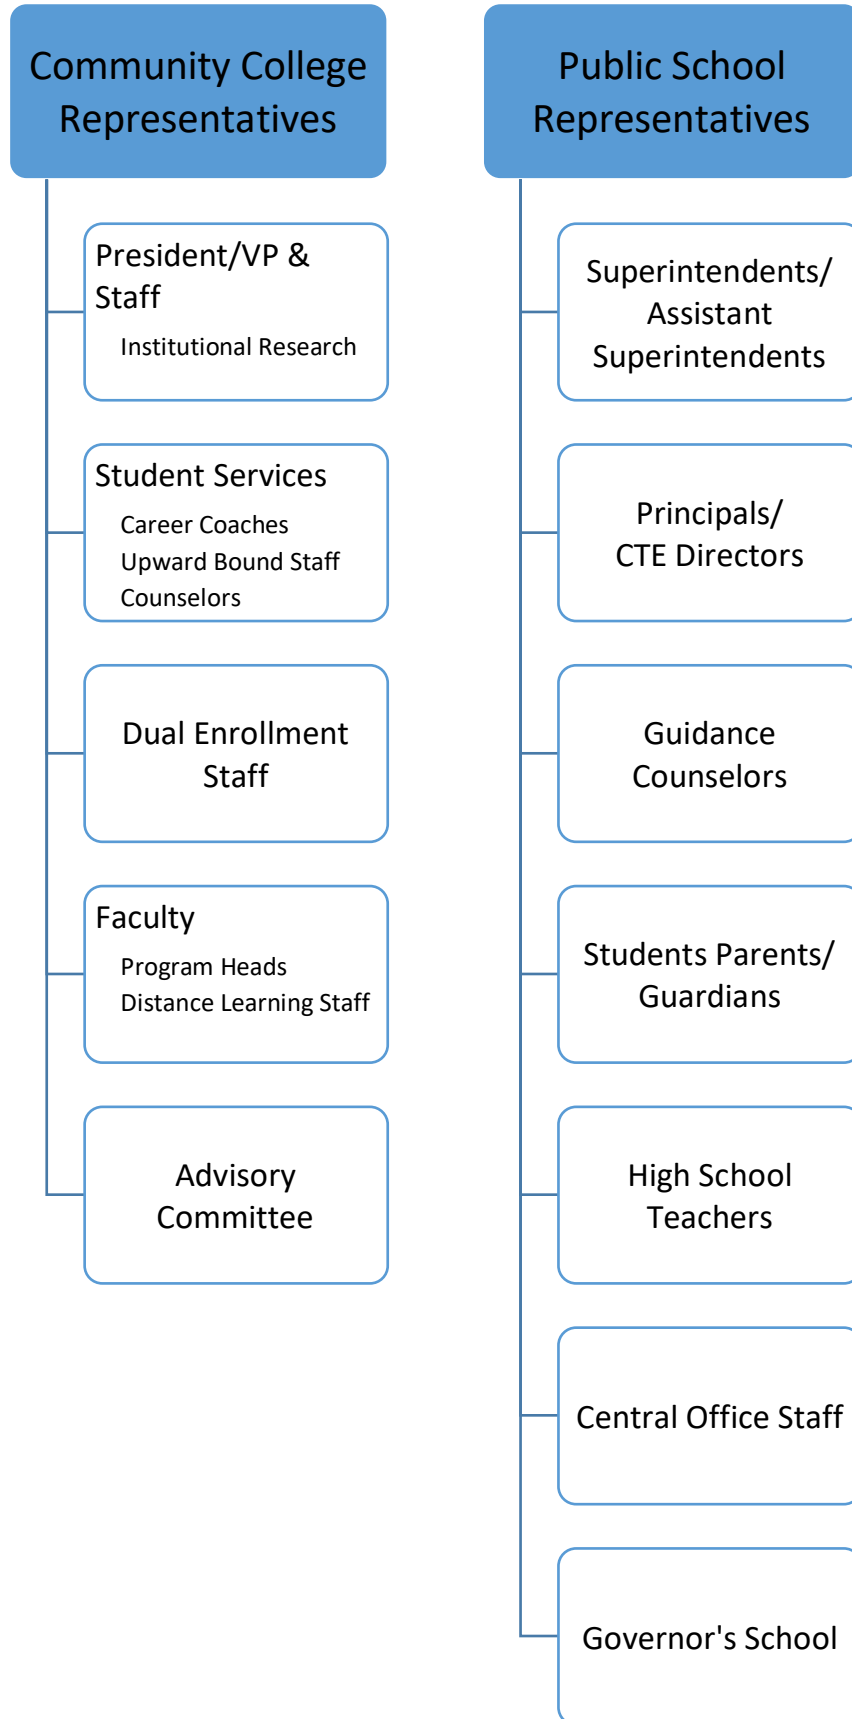 Community College
Representatives
President/VP &
Staff
Institutional Research
Student Services
Career Coaches
Upward Bound Staff
Counselors
Dual Enrollment
Staff
Faculty
Program Heads
Distance Learning Staff
Advisory
Committee
Public School
Representatives
Superintendents/
Assistant
Superintendents
Principals/
CTE Directors
Guidance
Counselors
Students Parents/
Guardians
High School
Teachers
Central Office Staff
Governor's School